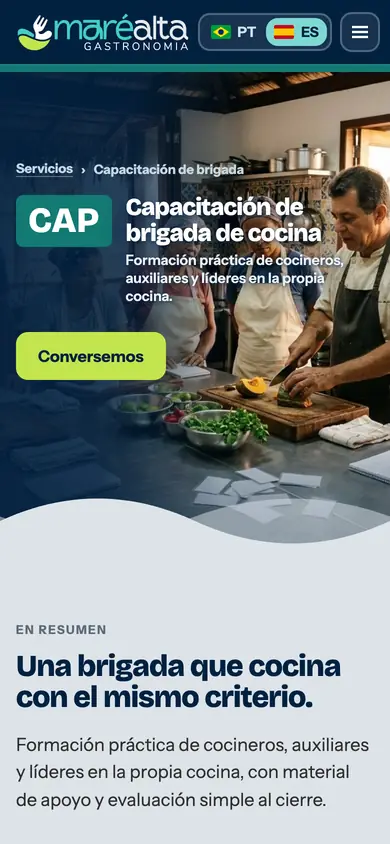 maréalta
GASTRONOMIA
PT
ES
Servicios › Capacitación de brigada
CAP
Capacitación de
brigada de cocina
Formación práctica de cocineros,
auxiliares y líderes en la propia
cocina.
Conversemos
EN RESUMEN
Una brigada que cocina
con el mismo criterio.
Formación práctica de cocineros, auxiliares
y líderes en la propia cocina, con material
de apoyo y evaluación simple al cierre.